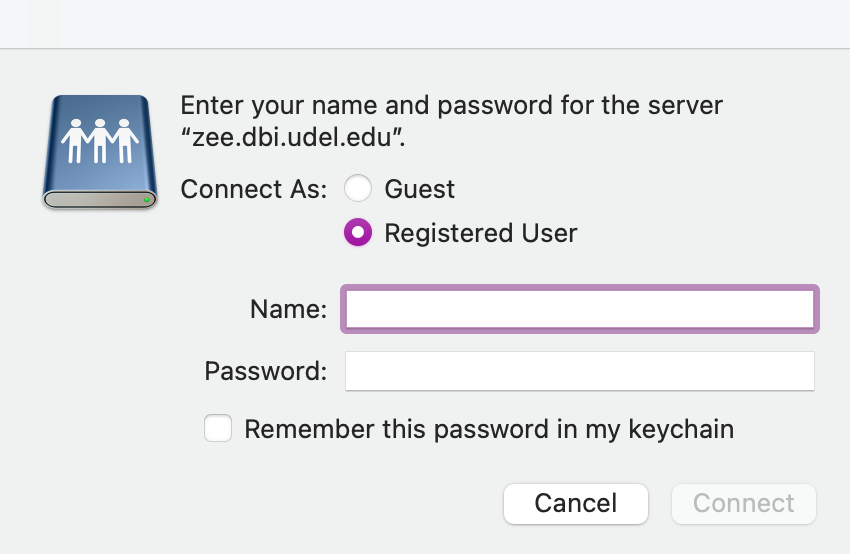 Enter your name and password for the server
“zee.dbi.udel.edu”.
Connect As: Guest
Registered User
Name:
Password:
Remember this password in my keychain
Cancel Connect